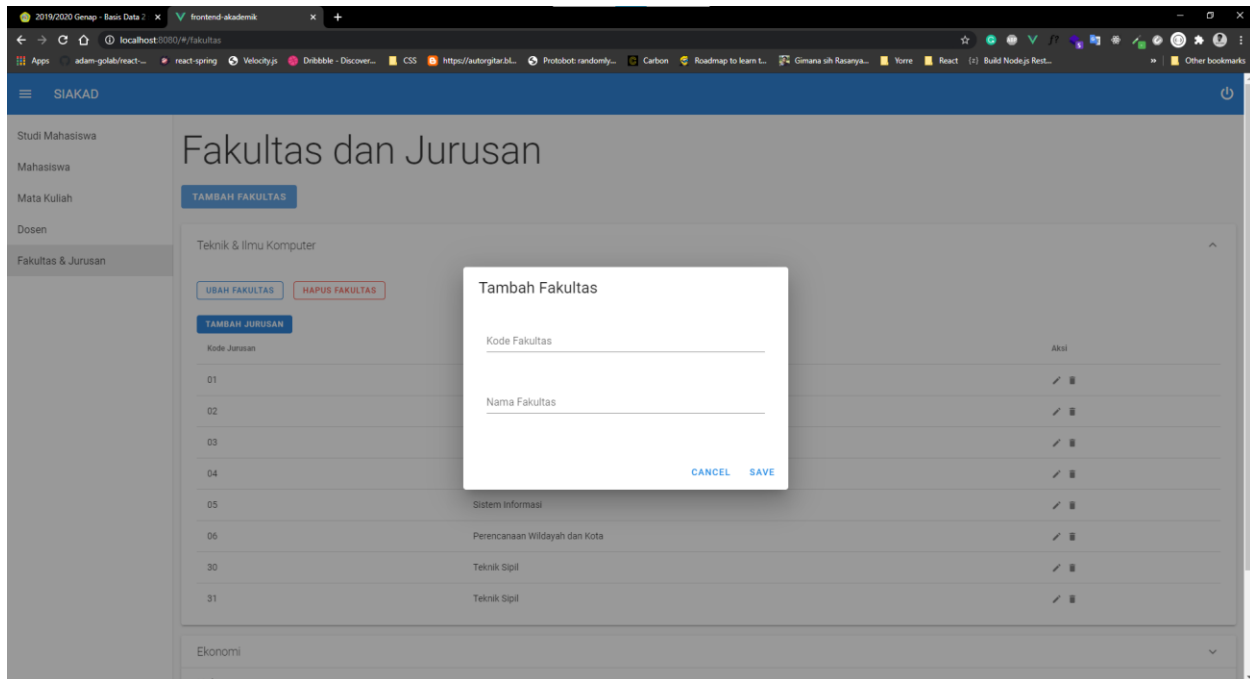 2019/2020 Genap - Basis Data 2
frontend-akademik
localhost:8080/#/fakultas
Apps
adam-golab/react-...
react-spring
Velocity.js
Dribbble - Discover...
CSS
https://autorgitar.bl...
Protobot: randomly...
Carbon
Roadmap to learn t...
Gimana sih Rasanya...
Yorre
React
Build Node.js Rest...
Other bookmarks
SIAKAD
Studi Mahasiswa
Mahasiswa
Mata Kuliah
Dosen
Fakultas & Jurusan
Fakultas dan Jurusan
TAMBAH FAKULTAS
Teknik & Ilmu Komputer
UBAH FAKULTAS
HAPUS FAKULTAS
TAMBAH JURUSAN
Kode Jurusan
Aksi
01
02
03
04
05 Sistem Informasi
06 Perencanaan Wildayah dan Kota
30 Teknik Sipil
31 Teknik Sipil
Ekonomi
Tambah Fakultas
Kode Fakultas
Nama Fakultas
CANCEL SAVE